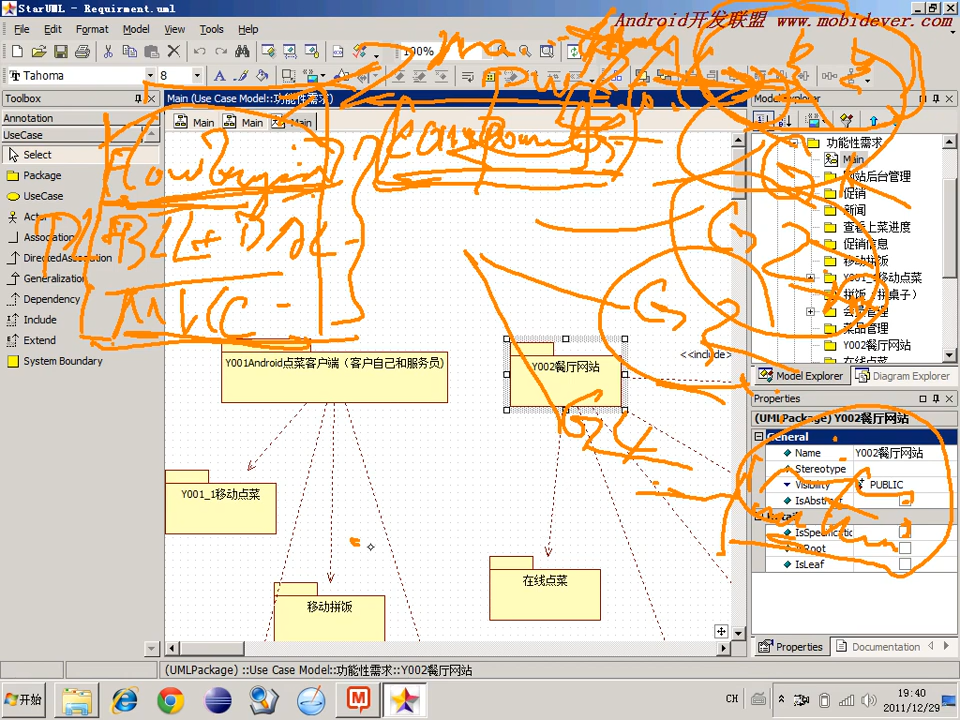 StarUML - Requirment.uml
Android开发联盟 www.mobidever.com
File Edit Format View Model Tools Help
100%
Tahoma 8
Toolbox
Main (Use Case Model::功能性需求)
Model Explorer
Annotation
UseCase
Main Main Main
Select
Package
UseCase
Association
DirectedAssociation
Generalization
Dependency
Include
Extend
System Boundary
BLL+DAL
MVC
Y001Android点菜客户端（客户自己和服务员)
Y002餐厅网站
<<include>>
Y001_1移动点菜
移动拼饭
在线点菜
功能性需求
Main
网站后台管理
促销
新闻
查看上菜进度
促销信息
移动拼饭
Y001_1移动点菜
拼饭（拼桌子）
会员管理
菜品管理
Y002餐厅网站
在线点菜
Model Explorer Diagram Explorer
Properties
(UMLPackage) Y002餐厅网站
General
Name Y002餐厅网站
Stereotype
Visibility PUBLIC
IsAbstract
Detail
IsSpecification
IsRoot
IsLeaf
Properties Documentation
(UMLPackage) ::Use Case Model::功能性需求::Y002餐厅网站
开始
CH
19:40
2011/12/29